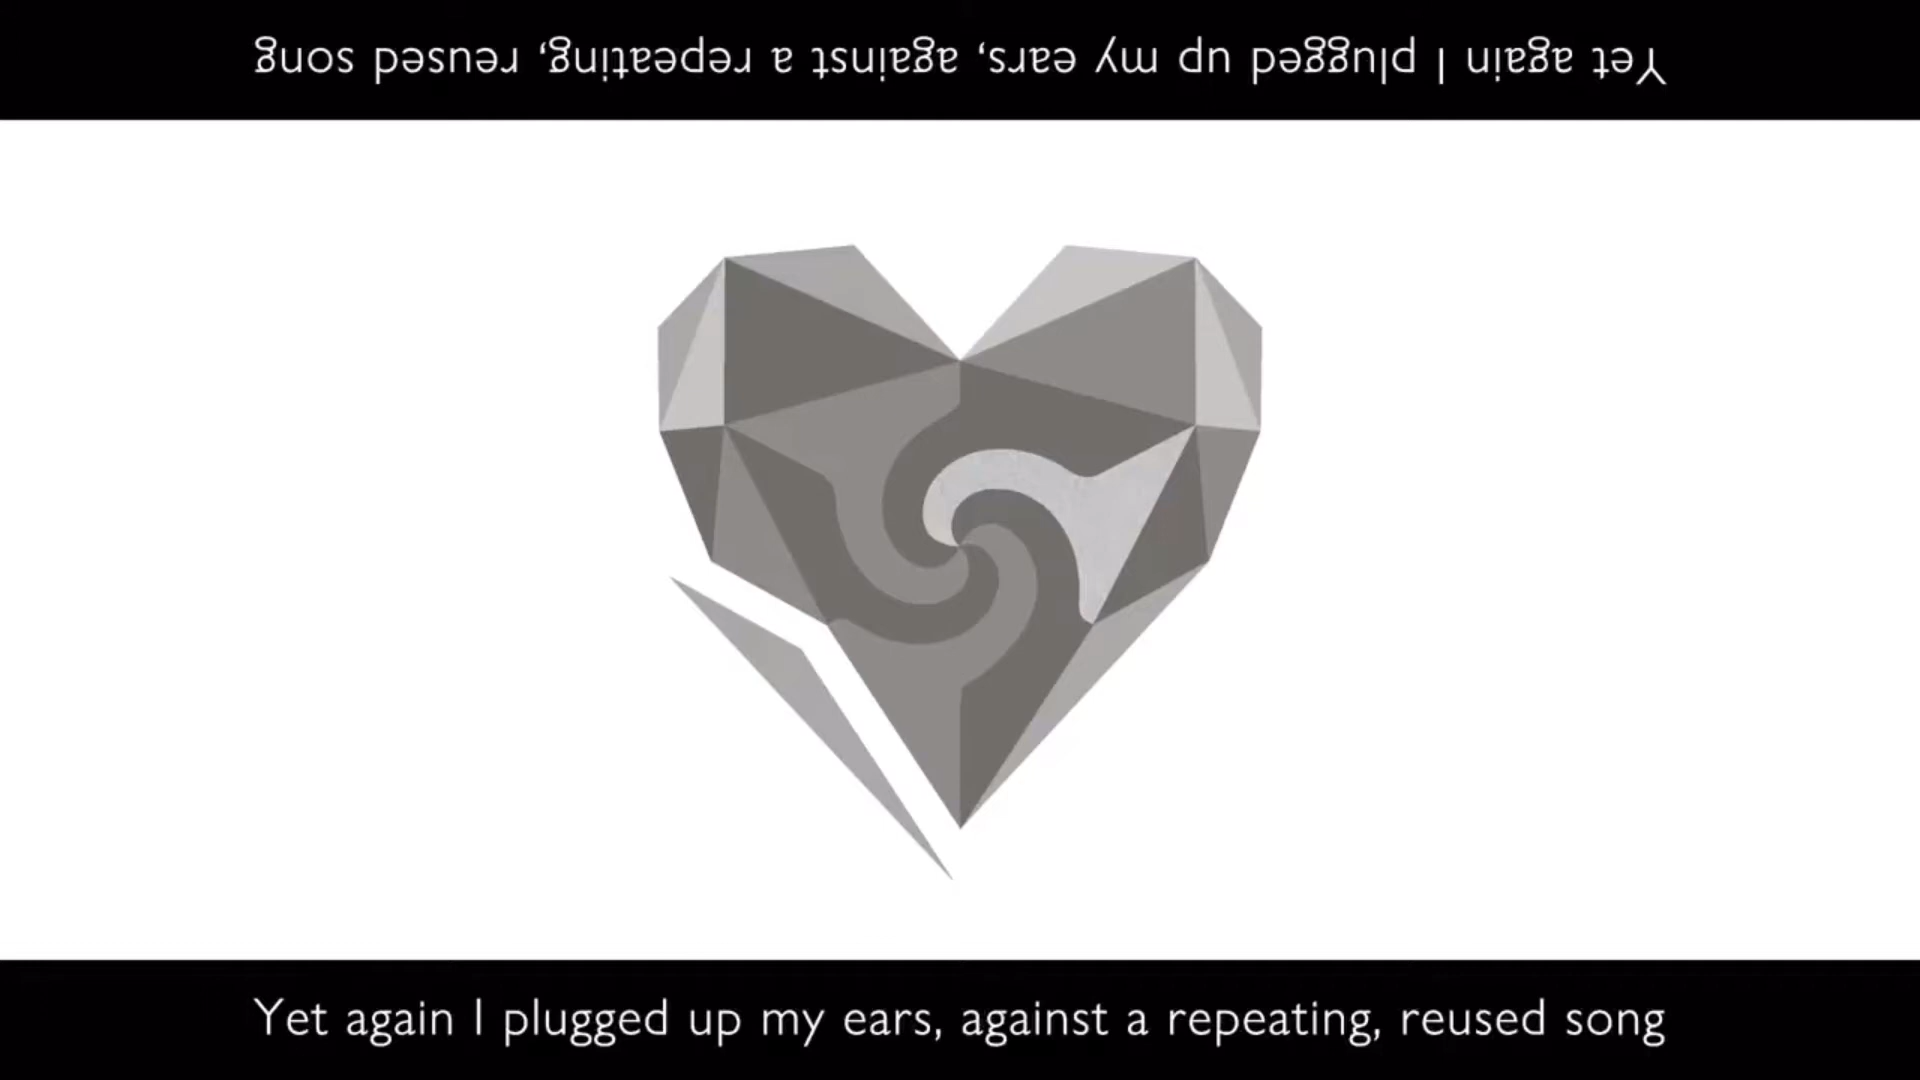 Yet again I plugged up my ears, against a repeating, reused song
Yet again I plugged up my ears, against a repeating, reused song